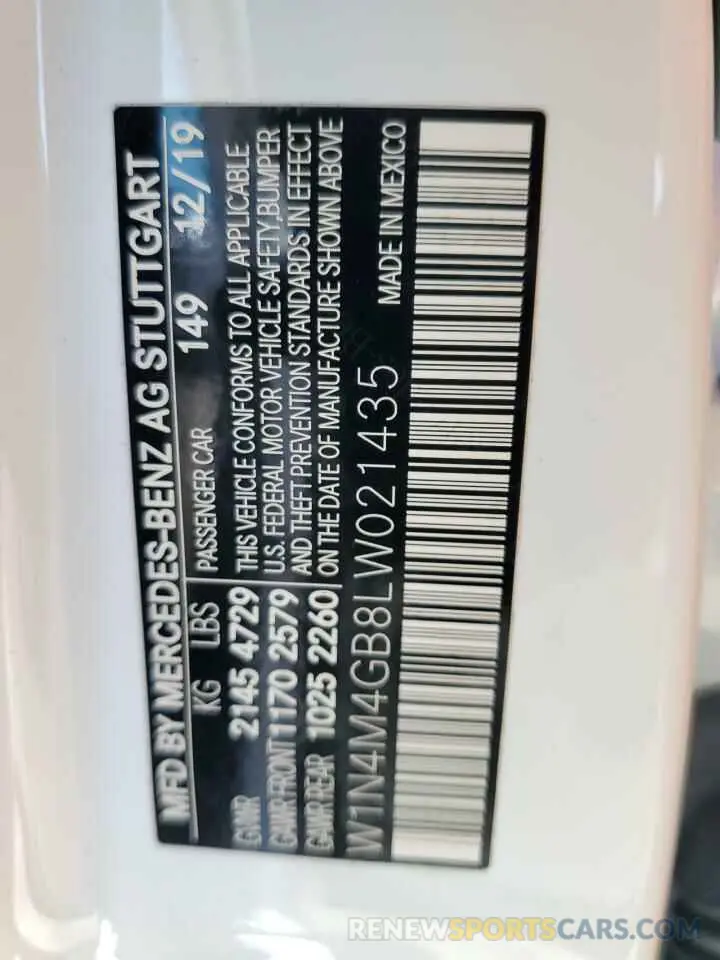 MFD BY MERCEDES-BENZ AG STUTTGART
KG LBS PASSENGER CAR 149 12/19
GVWR 2145 4729 THIS VEHICLE CONFORMS TO ALL APPLICABLE
GAWR FRONT 1170 2579 U.S. FEDERAL MOTOR VEHICLE SAFETY,BUMPER
GAWR REAR 1025 2260 AND THEFT PREVENTION STANDARDS IN EFFECT
ON THE DATE OF MANUFACTURE SHOWN ABOVE
W1N4M4GB8LW021435 MADE IN MEXICO
RENEWSPORTSCARS.COM